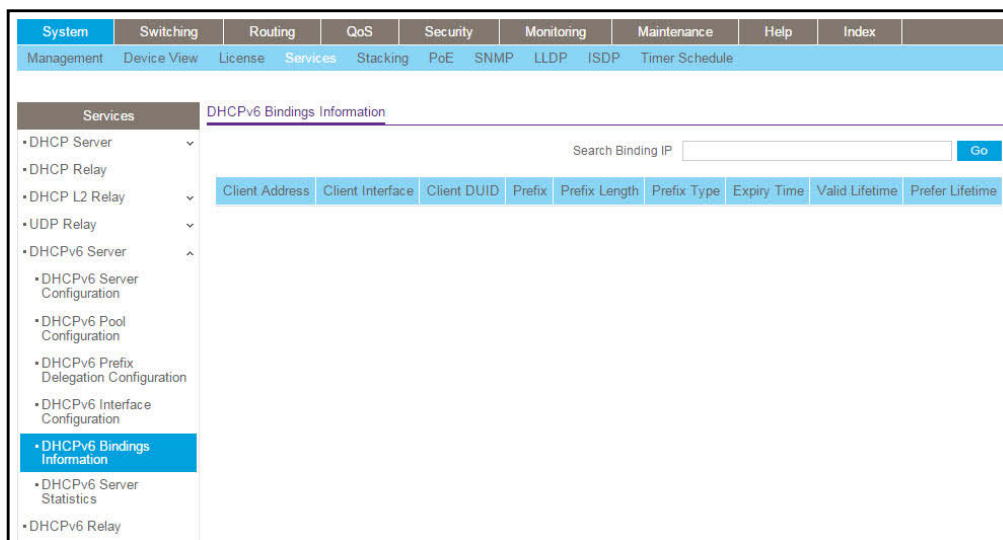 System Switching Routing QoS Security Monitoring Maintenance Help Index
Management Device View License Services Stacking PoE SNMP LLDP ISDP Timer Schedule
Services
DHCP Server
DHCP Relay
DHCP L2 Relay
UDP Relay
DHCPv6 Server
DHCPv6 Server
Configuration
DHCPv6 Pool
Configuration
DHCPv6 Prefix
Delegation Configuration
DHCPv6 Interface
Configuration
DHCPv6 Bindings
Information
DHCPv6 Server
Statistics
DHCPv6 Relay
DHCPv6 Bindings Information
Search Binding IP Go
Client Address Client Interface Client DUID Prefix Prefix Length Prefix Type Expiry Time Valid Lifetime Prefer Lifetime